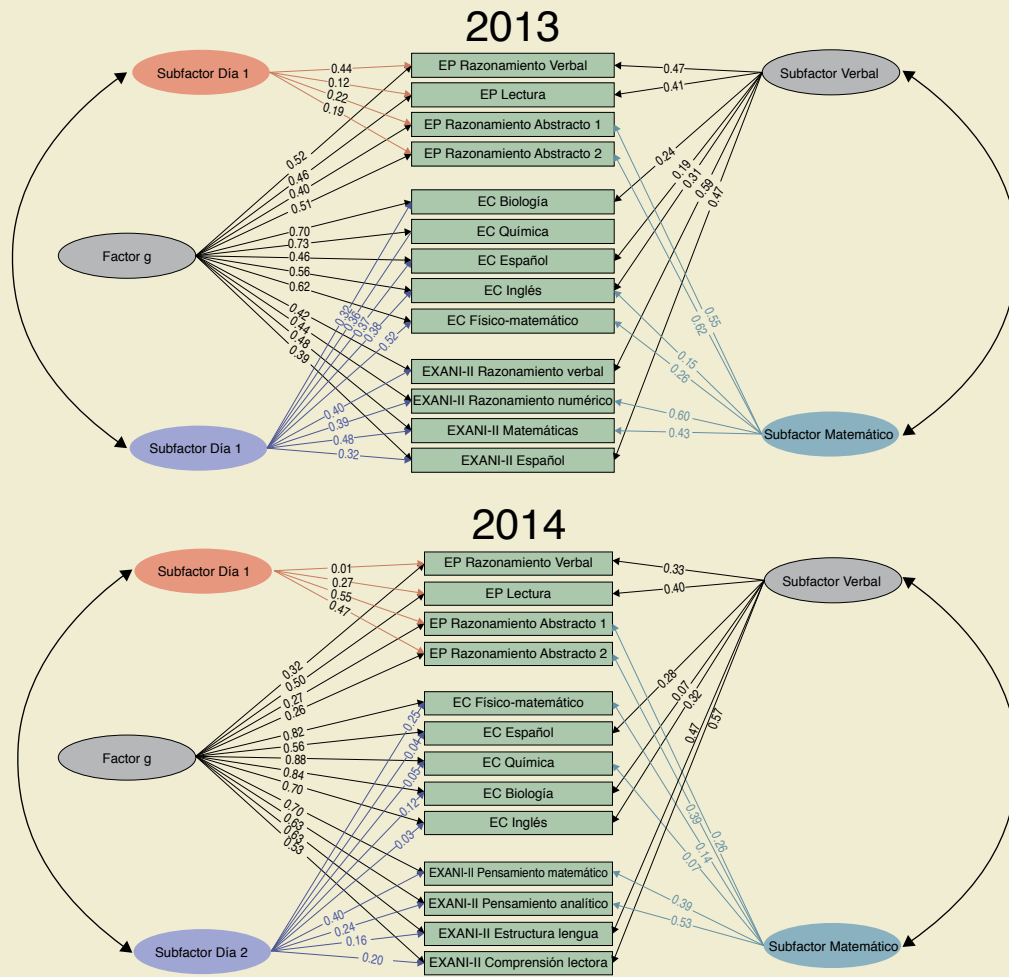 2013
Subfactor Día 1
EP Razonamiento Verbal
Subfactor Verbal
EP Lectura
EP Razonamiento Abstracto 1
EP Razonamiento Abstracto 2
0.44
0.12
0.22
0.19
0.47
0.41
0.52
0.46
0.40
0.51
0.24
0.19
0.31
0.59
0.47
EC Biología
EC Química
Factor g
EC Español
EC Inglés
EC Físico-matemático
0.70
0.73
0.46
0.56
0.62
0.42
0.44
0.48
0.39
0.37
0.38
0.52
0.55
0.62
0.15
0.26
EXANI-II Razonamiento verbal
EXANI-II Razonamiento numérico
EXANI-II Matemáticas
EXANI-II Español
Subfactor Día 1
0.40
0.39
0.48
0.32
0.60
0.43
Subfactor Matemático
2014
Subfactor Día 1
EP Razonamiento Verbal
Subfactor Verbal
EP Lectura
EP Razonamiento Abstracto 1
EP Razonamiento Abstracto 2
0.01
0.27
0.55
0.47
0.33
0.40
0.32
0.50
0.27
0.26
0.28
0.07
0.32
0.47
0.57
EC Físico-matemático
EC Español
Factor g
EC Química
EC Biología
EC Inglés
0.82
0.56
0.88
0.84
0.70
0.70
0.63
0.63
0.53
0.25
0.04
0.05
0.12
0.03
0.26
0.39
0.14
0.07
EXANI-II Pensamiento matemático
EXANI-II Pensamiento analítico
EXANI-II Estructura lengua
EXANI-II Comprensión lectora
Subfactor Día 2
0.40
0.24
0.16
0.20
0.39
0.53
Subfactor Matemático